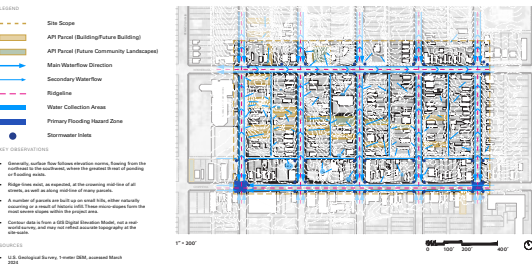 LEGEND
Site Scope
API Parcel (Building/Future Building)
API Parcel (Future Community Landscapes)
Main Waterflow Direction
Secondary Waterflow
Ridgeline
Water Collection Areas
Primary Flooding Hazard Zone
Stormwater Inlets
KEY OBSERVATIONS
Generally, surface flow follows elevation norms, flowing from the
northeast to the southwest, where the greatest threat of ponding
or flooding exists.
Ridge-lines exist, as expected, at the crowning mid-line of all
streets, as well as along mid-line of many parcels.
A number of parcels are built up on small hills, either naturally
occurring or a result of historic infill. These micro-slopes form the
most severe slopes within the project area.
Contour data is from a GIS Digital Elevation Model, not a real-
world survey, and may not reflect accurate topography at the
site-scale.
SOURCES
U.S. Geological Survey, 1-meter DEM, accessed March
2024
1" = 200'
0 100' 200' 400'